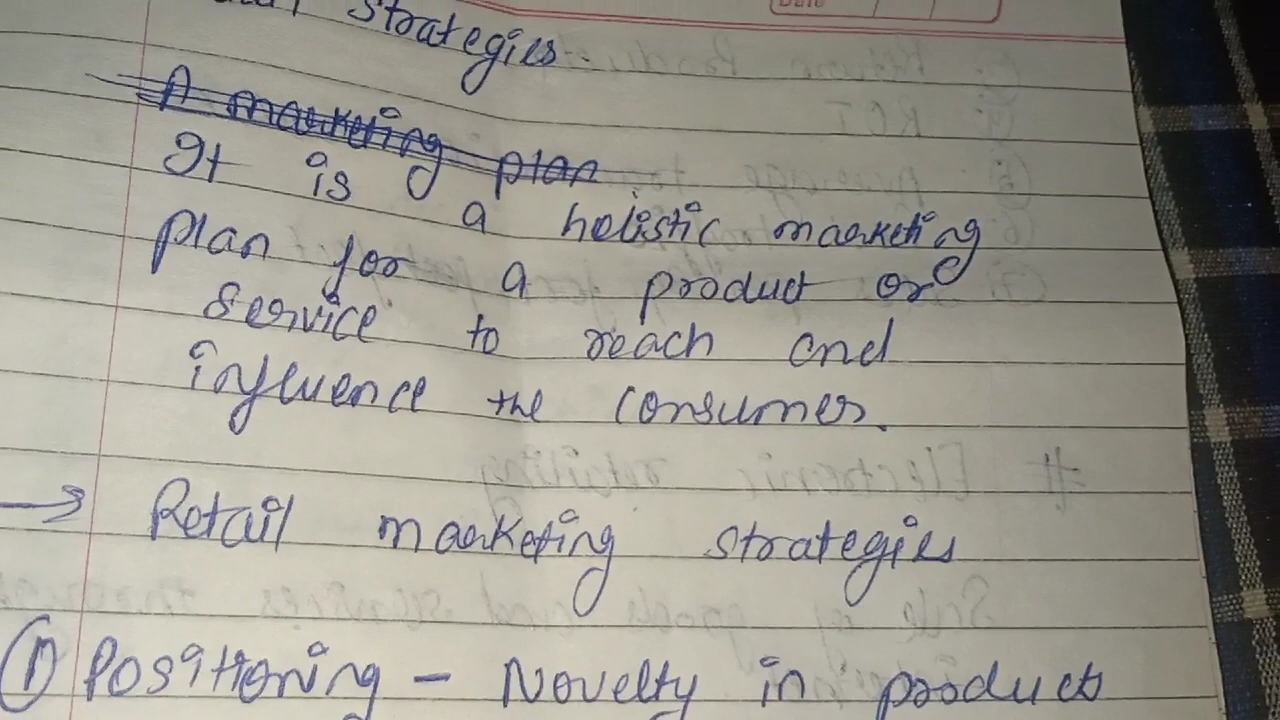 Strategies.
A marketing plan
It is a holistic marketing
plan for a product or
service to reach and
influence the consumer.
→ Retail marketing strategies
① Positioning - Novelty in product